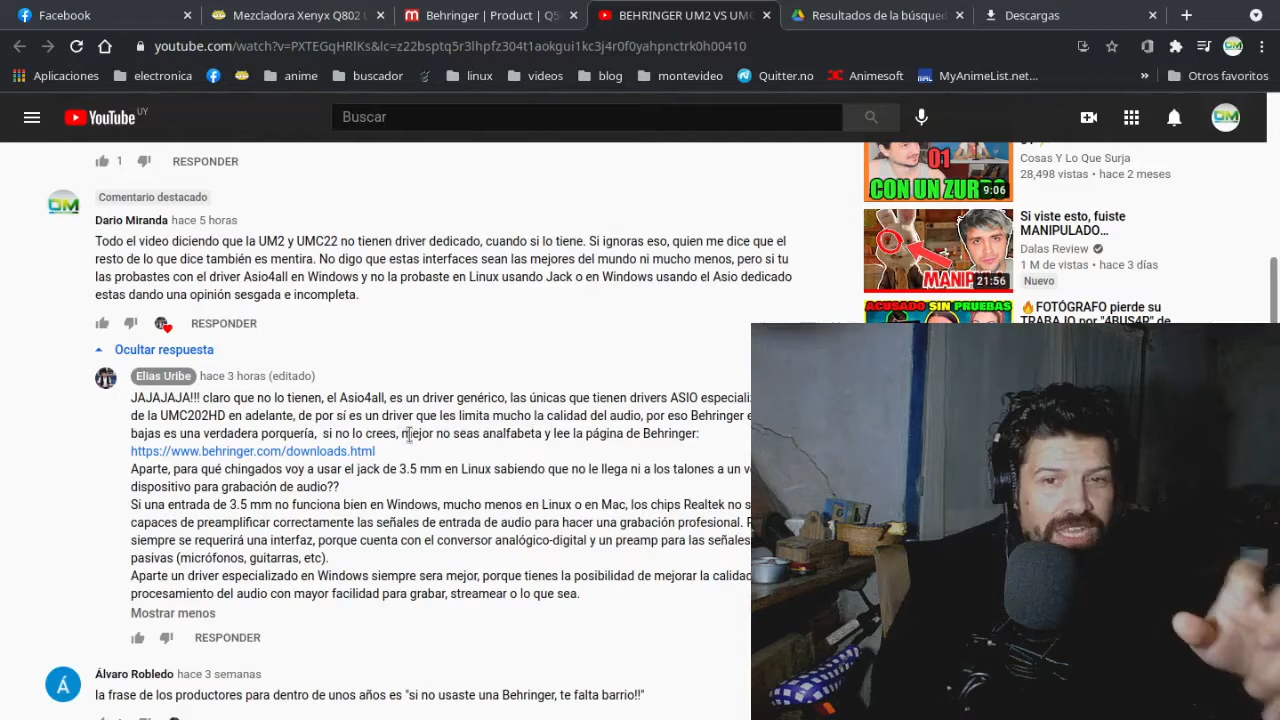 Facebook
Mezcladora Xenyx Q802 U
Behringer | Product | Q5
BEHRINGER UM2 VS UMC
Resultados de la búsqued
Descargas
youtube.com/watch?v=PXTEGqHRlKs&lc=z22bsptq5r3lhpfz304t1aokgui1kc3j4r0f0yahpnctrk0h00410
Aplicaciones
electronica
anime
buscador
linux
videos
blog
montevideo
Quitter.no
Animesoft
MAL
MyAnimeList.net...
»
Otros favoritos
YouTube UY
Buscar
1 RESPONDER
Comentario destacado
Dario Miranda hace 5 horas
Todo el video diciendo que la UM2 y UMC22 no tienen driver dedicado, cuando si lo tiene. Si ignoras eso, quien me dice que el
resto de lo que dice también es mentira. No digo que estas interfaces sean las mejores del mundo ni mucho menos, pero si tu
las probastes con el driver Asio4all en Windows y no la probaste en Linux usando Jack o en Windows usando el Asio dedicado
estas dando una opinión sesgada e incompleta.
RESPONDER
Ocultar respuesta
Elias Uribe hace 3 horas (editado)
JAJAJAJA!!! claro que no lo tienen, el Asio4all, es un driver genérico, las únicas que tienen drivers ASIO especializ
de la UMC202HD en adelante, de por sí es un driver que les limita mucho la calidad del audio, por eso Behringer e
bajas es una verdadera porquería, si no lo crees, mejor no seas analfabeta y lee la página de Behringer:
https://www.behringer.com/downloads.html
Aparte, para qué chingados voy a usar el jack de 3.5 mm en Linux sabiendo que no le llega ni a los talones a un v
dispositivo para grabación de audio??
Si una entrada de 3.5 mm no funciona bien en Windows, mucho menos en Linux o en Mac, los chips Realtek no s
capaces de preamplificar correctamente las señales de entrada de audio para hacer una grabación profesional.
siempre se requerirá una interfaz, porque cuenta con el conversor analógico-digital y un preamp para las señales
pasivas (micrófonos, guitarras, etc).
Aparte un driver especializado en Windows siempre sera mejor, porque tienes la posibilidad de mejorar la calidad
procesamiento del audio con mayor facilidad para grabar, streamear o lo que sea.
Mostrar menos
RESPONDER
Álvaro Robledo hace 3 semanas
la frase de los productores para dentro de unos años es "si no usaste una Behringer, te falta barrio!!"
01
CON UN ZURDO
9:06
Cosas Y Lo Que Surja
28,498 vistas • hace 2 meses
MANIPULA
21:56
Si viste esto, fuiste
MANIPULADO...
Dalas Review
1 M de vistas • hace 3 días
Nuevo
ACUSADO SIN PRUEBAS
FOTÓGRAFO pierde su
TRABAJO por "4BUS4R" de